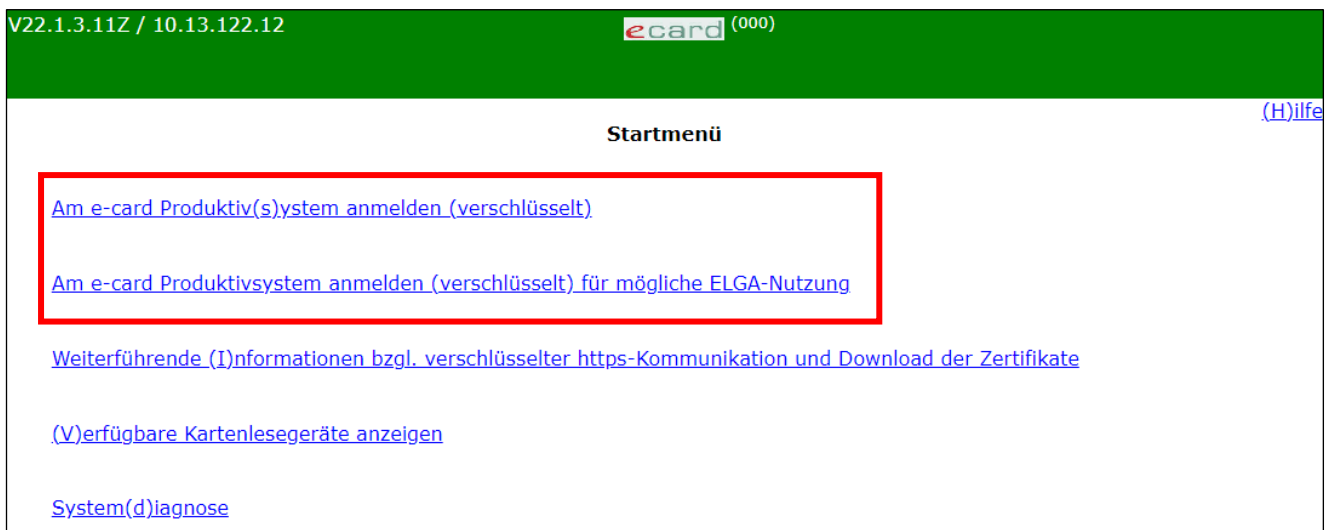 V22.1.3.11Z / 10.13.122.12 ecard (000)
(H)ilfe
Startmenü
Am e-card Produktiv(s)ystem anmelden (verschlüsselt)
Am e-card Produktivsystem anmelden (verschlüsselt) für mögliche ELGA-Nutzung
Weiterführende (I)nformationen bzgl. verschlüsselter https-Kommunikation und Download der Zertifikate
(V)erfügbare Kartenlesegeräte anzeigen
System(d)iagnose